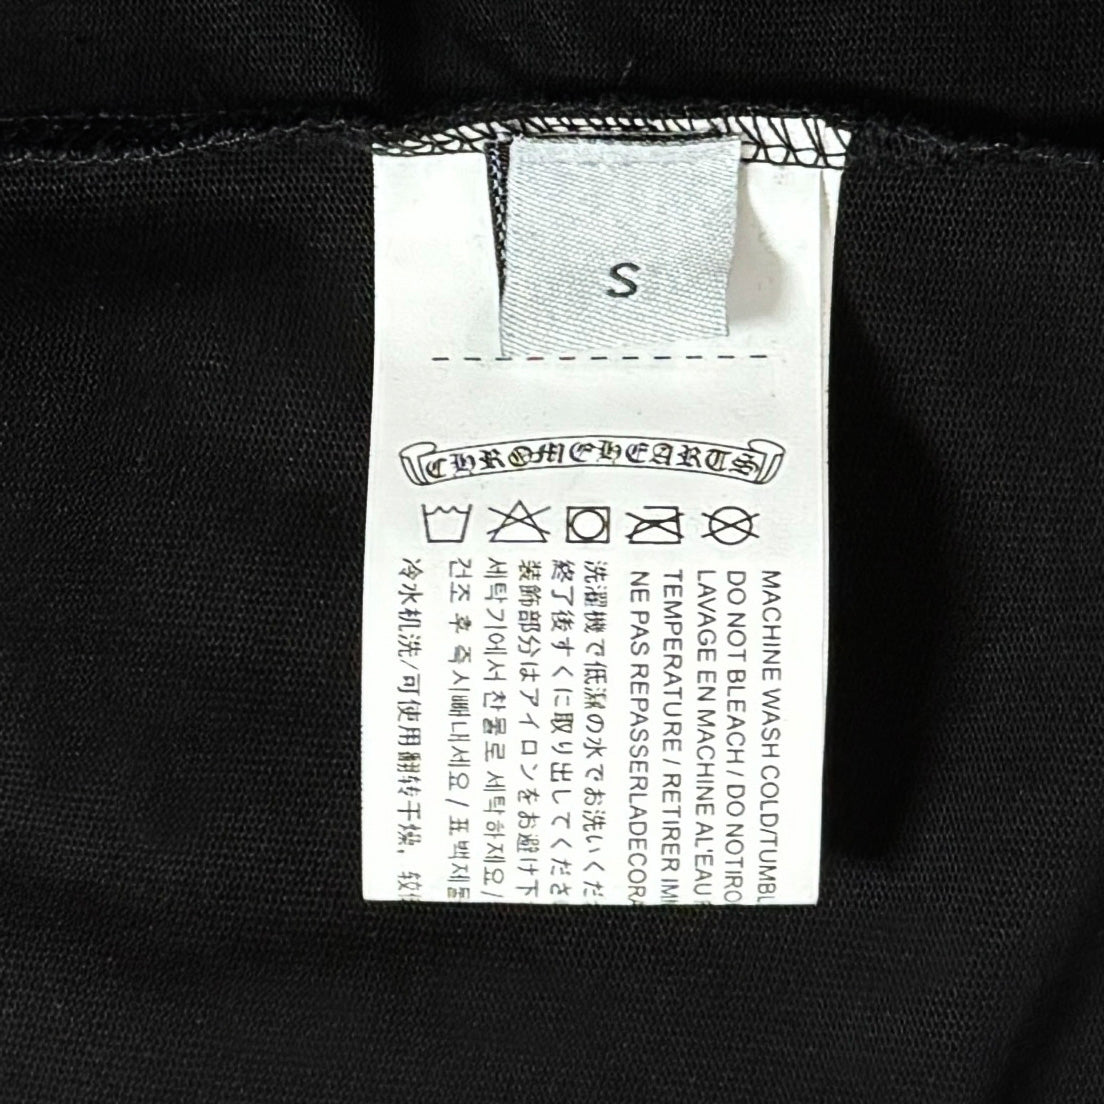 S
CHROMEHEARTS
MACHINE WASH COLD/TUMBL
DO NOT BLEACH / DO NOTIRO
LAVAGE EN MACHINE AL'EAU
TEMPERATURE / RETIRER IM
NE PAS REPASSERLADECORA
洗濯機で低温の水でお洗いくだ
終了後すぐに取り出してくださ
装飾部分はアイロンをお避け下
세탁기에서 찬물로 세탁하제요 /
건조 후 즉시빼내세요 / 표백제
冷水机洗/可使用翻转干燥，较